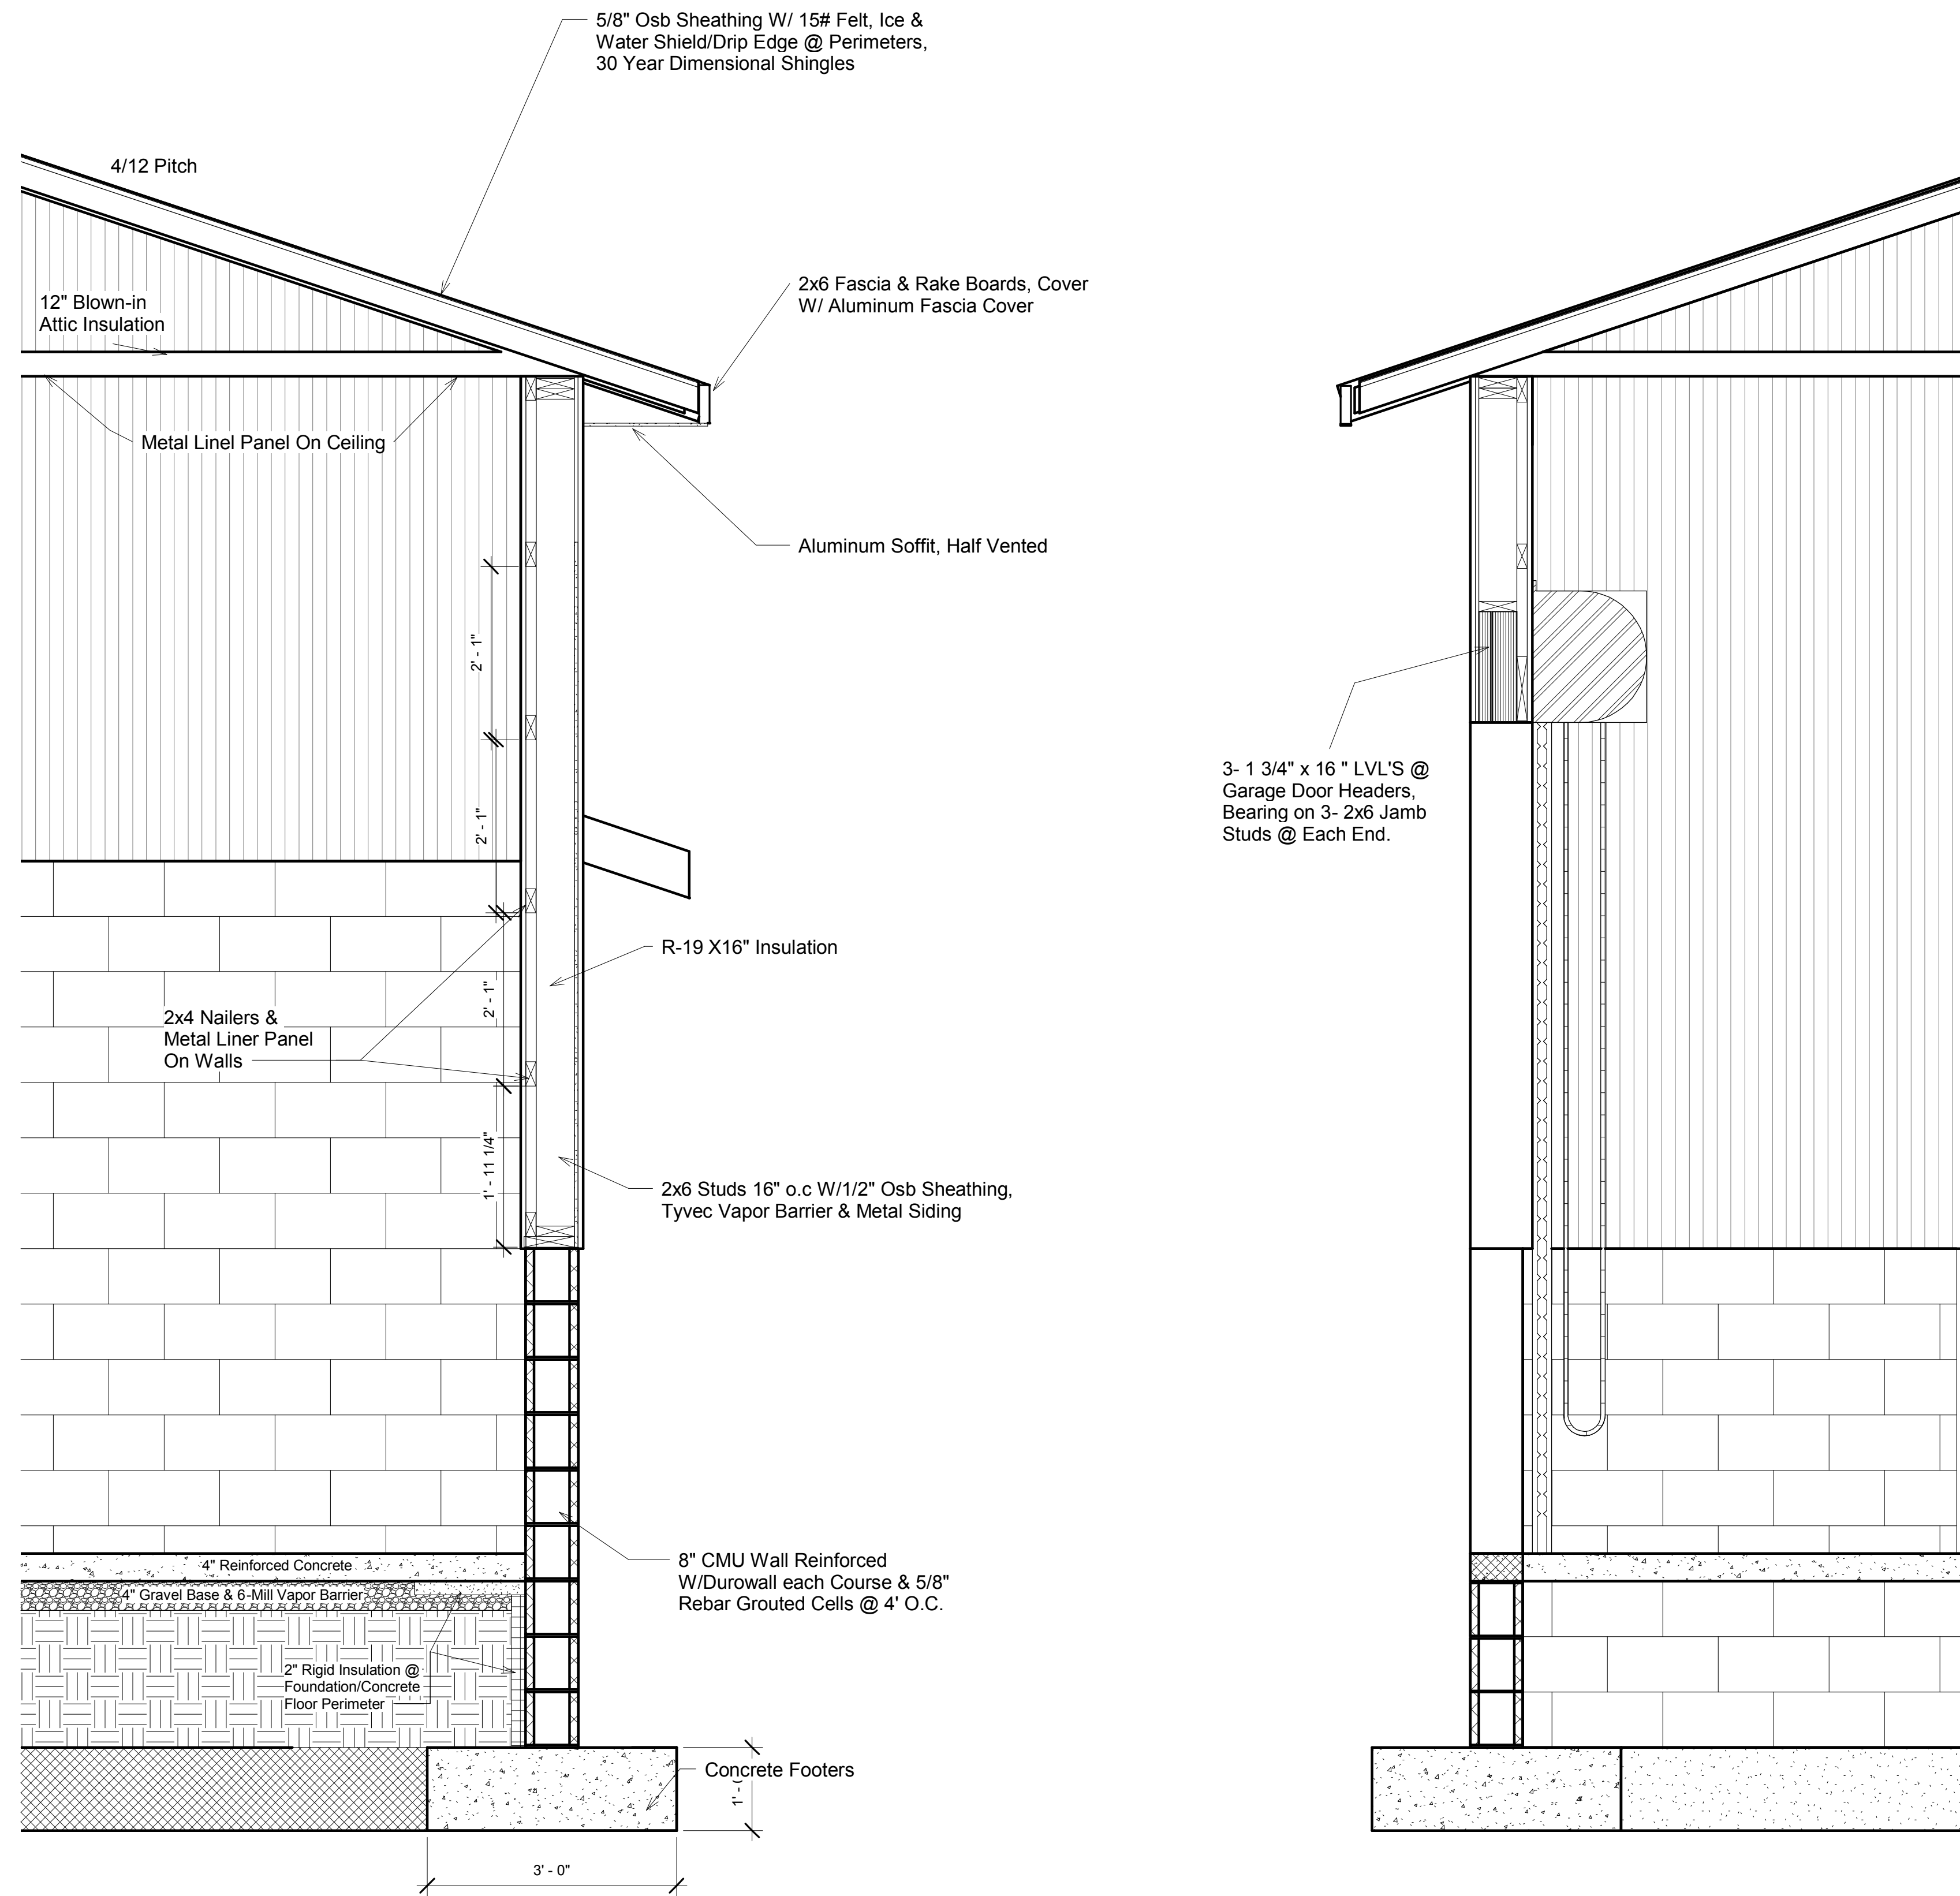 5/8" Osb Sheathing W/ 15# Felt, Ice &
Water Shield/Drip Edge @ Perimeters,
30 Year Dimensional Shingles
4/12 Pitch
2x6 Fascia & Rake Boards, Cover
W/ Aluminum Fascia Cover
12" Blown-in
Attic Insulation
Metal Linel Panel On Ceiling
Aluminum Soffit, Half Vented
2' - 1"
3- 1 3/4" x 16 " LVL'S @
Garage Door Headers,
Bearing on 3- 2x6 Jamb
Studs @ Each End.
2' - 1"
R-19 X16" Insulation
2' - 1"
2x4 Nailers &
Metal Liner Panel
On Walls
1' - 11 1/4"
2x6 Studs 16" o.c W/1/2" Osb Sheathing,
Tyvec Vapor Barrier & Metal Siding
8" CMU Wall Reinforced
W/Durowall each Course & 5/8"
Rebar Grouted Cells @ 4' O.C.
4" Reinforced Concrete
4" Gravel Base & 6-Mill Vapor Barrier
2" Rigid Insulation @
Foundation/Concrete
Floor Perimeter
Concrete Footers
1' -
3' - 0"